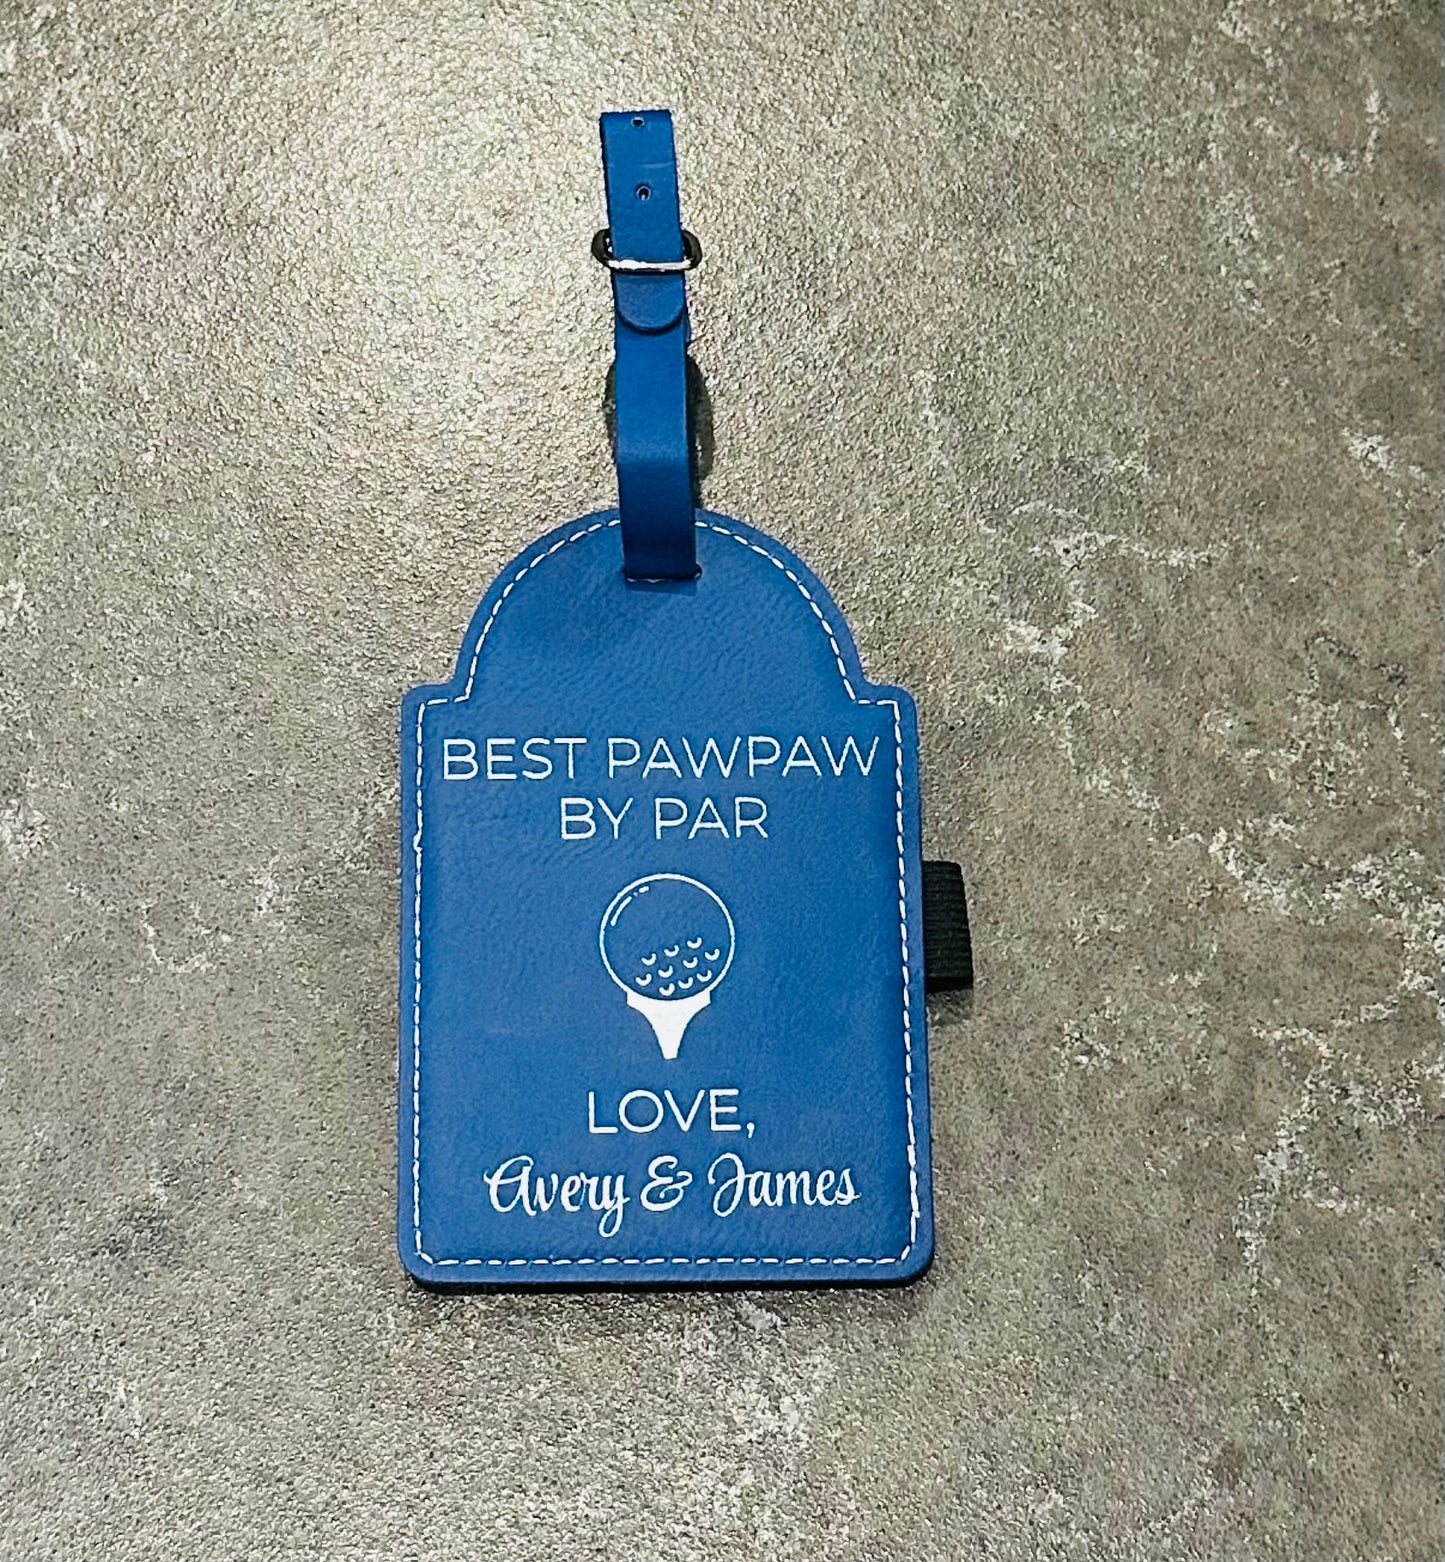 BEST PAWPAW
BY PAR
LOVE,
Avery & James